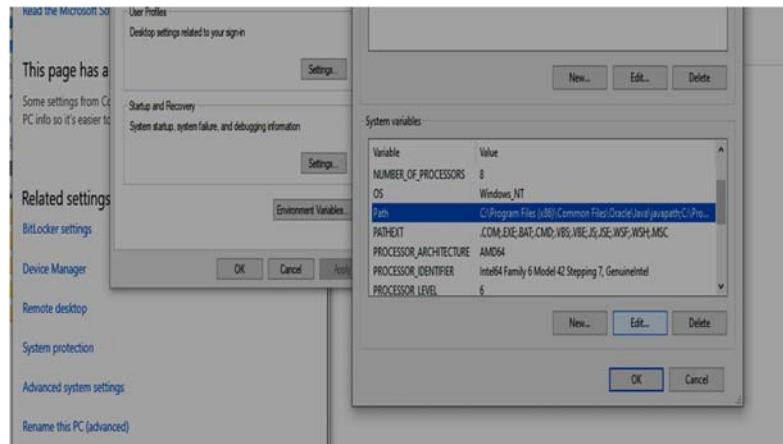 Read the Microsoft So
This page has a
Some settings from Co
PC info so it's easier to
Related settings
BitLocker settings
Device Manager
Remote desktop
System protection
Advanced system settings
Rename this PC (advanced)
User Profiles
Desktop settings related to your sign-in
Settings...
Startup and Recovery
System startup, system failure, and debugging information
Settings...
Environment Variables...
OK Cancel Apply
New... Edit... Delete
System variables
Variable Value
NUMBER_OF_PROCESSORS 8
OS Windows_NT
Path C:\Program Files (x86)\Common Files\Oracle\Java\javapath;C:\Pro...
PATHEXT .COM;.EXE;.BAT;.CMD;.VBS;.VBE;.JS;.JSE;.WSF;.WSH;.MSC
PROCESSOR_ARCHITECTURE AMD64
PROCESSOR_IDENTIFIER Intel64 Family 6 Model 42 Stepping 7, GenuineIntel
PROCESSOR_LEVEL 6
New... Edit... Delete
OK Cancel